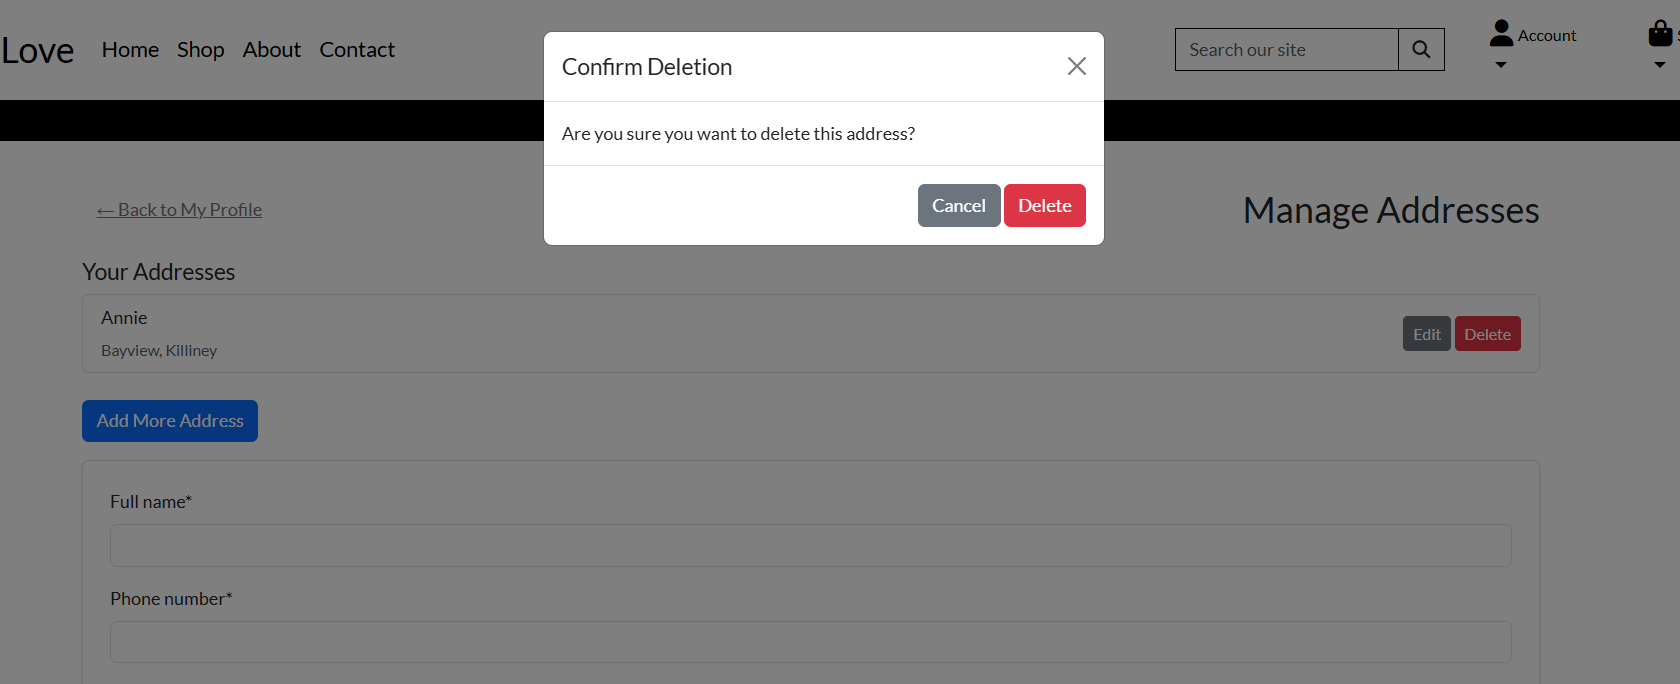 Love Home Shop About Contact
Search our site
Account
Confirm Deletion
Are you sure you want to delete this address?
Cancel Delete
← Back to My Profile
Manage Addresses
Your Addresses
Annie
Bayview, Killiney
Edit Delete
Add More Address
Full name*
Phone number*